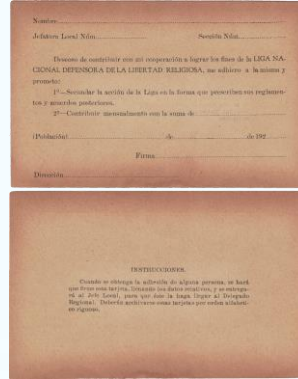 Nombre
Jefatura Local Núm. Sección Núm.
Deseoso de contribuir con mi cooperación a lograr los fines de la LIGA NA-
CIONAL DEFENSORA DE LA LIBERTAD RELIGIOSA, me adhiero a la misma y
prometo:
1º—Secundar la acción de la Liga en la forma que prescriben sus reglamen-
tos y acuerdos posteriores.
2º—Contribuir mensualmente con la suma de
(Población) de de 192
Firma
Dirección
INSTRUCCIONES.
Cuando se obtenga la adhesión de alguna persona, se hará
que firme esta tarjeta, llenando los datos relativos, y se entrega-
rá al Jefe Local, para que éste la haga llegar al Delegado
Regional. Deberán archivarse estas tarjetas por orden alfabéti-
co riguroso.